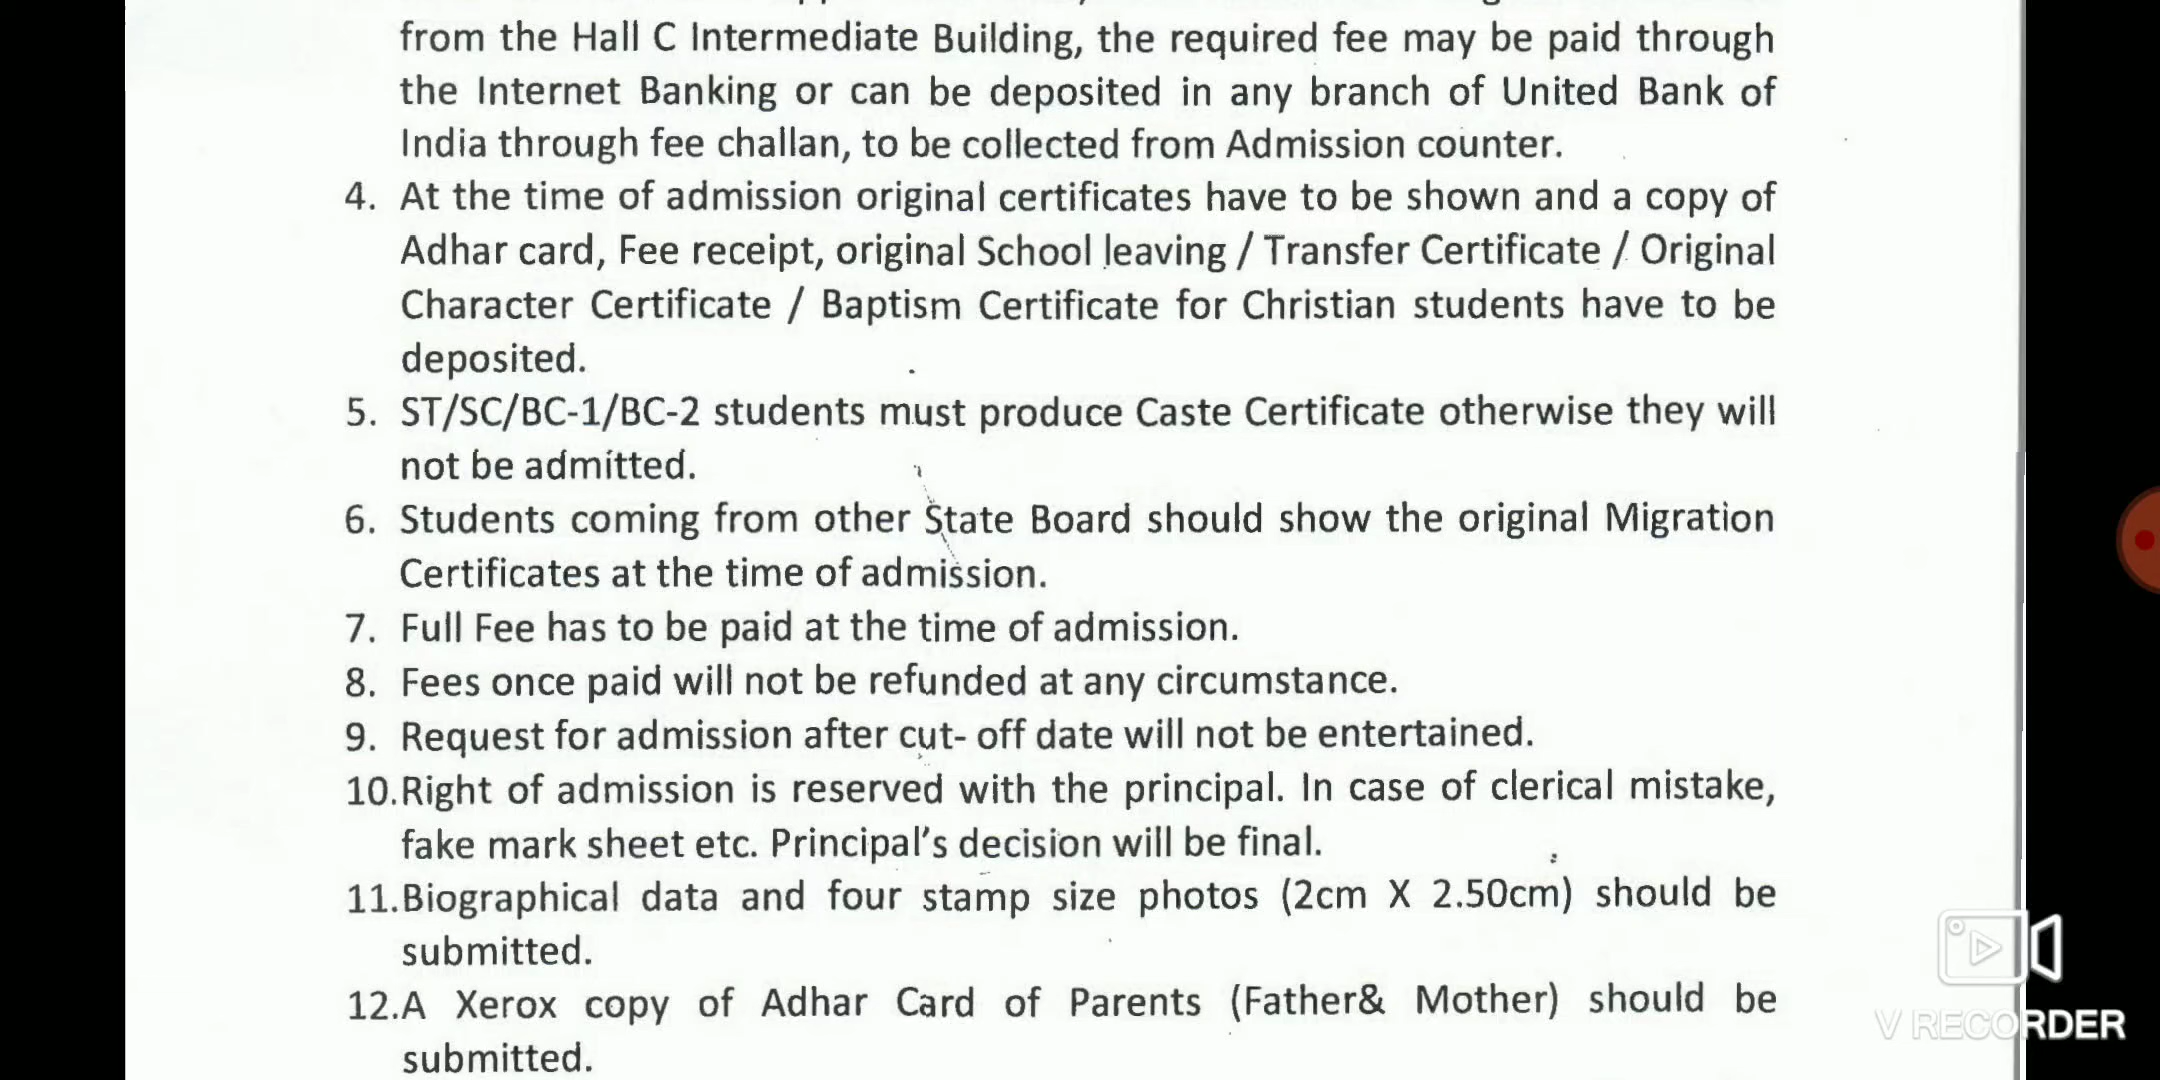 from the Hall C Intermediate Building, the required fee may be paid through
the Internet Banking or can be deposited in any branch of United Bank of
India through fee challan, to be collected from Admission counter.
4. At the time of admission original certificates have to be shown and a copy of
Adhar card, Fee receipt, original School leaving / Transfer Certificate / Original
Character Certificate / Baptism Certificate for Christian students have to be
deposited.
5. ST/SC/BC-1/BC-2 students must produce Caste Certificate otherwise they will
not be admitted.
6. Students coming from other State Board should show the original Migration
Certificates at the time of admission.
7. Full Fee has to be paid at the time of admission.
8. Fees once paid will not be refunded at any circumstance.
9. Request for admission after cut- off date will not be entertained.
10.Right of admission is reserved with the principal. In case of clerical mistake,
fake mark sheet etc. Principal's decision will be final.
11.Biographical data and four stamp size photos (2cm X 2.50cm) should be
submitted.
12.A Xerox copy of Adhar Card of Parents (Father& Mother) should be
submitted.
V RECORDER